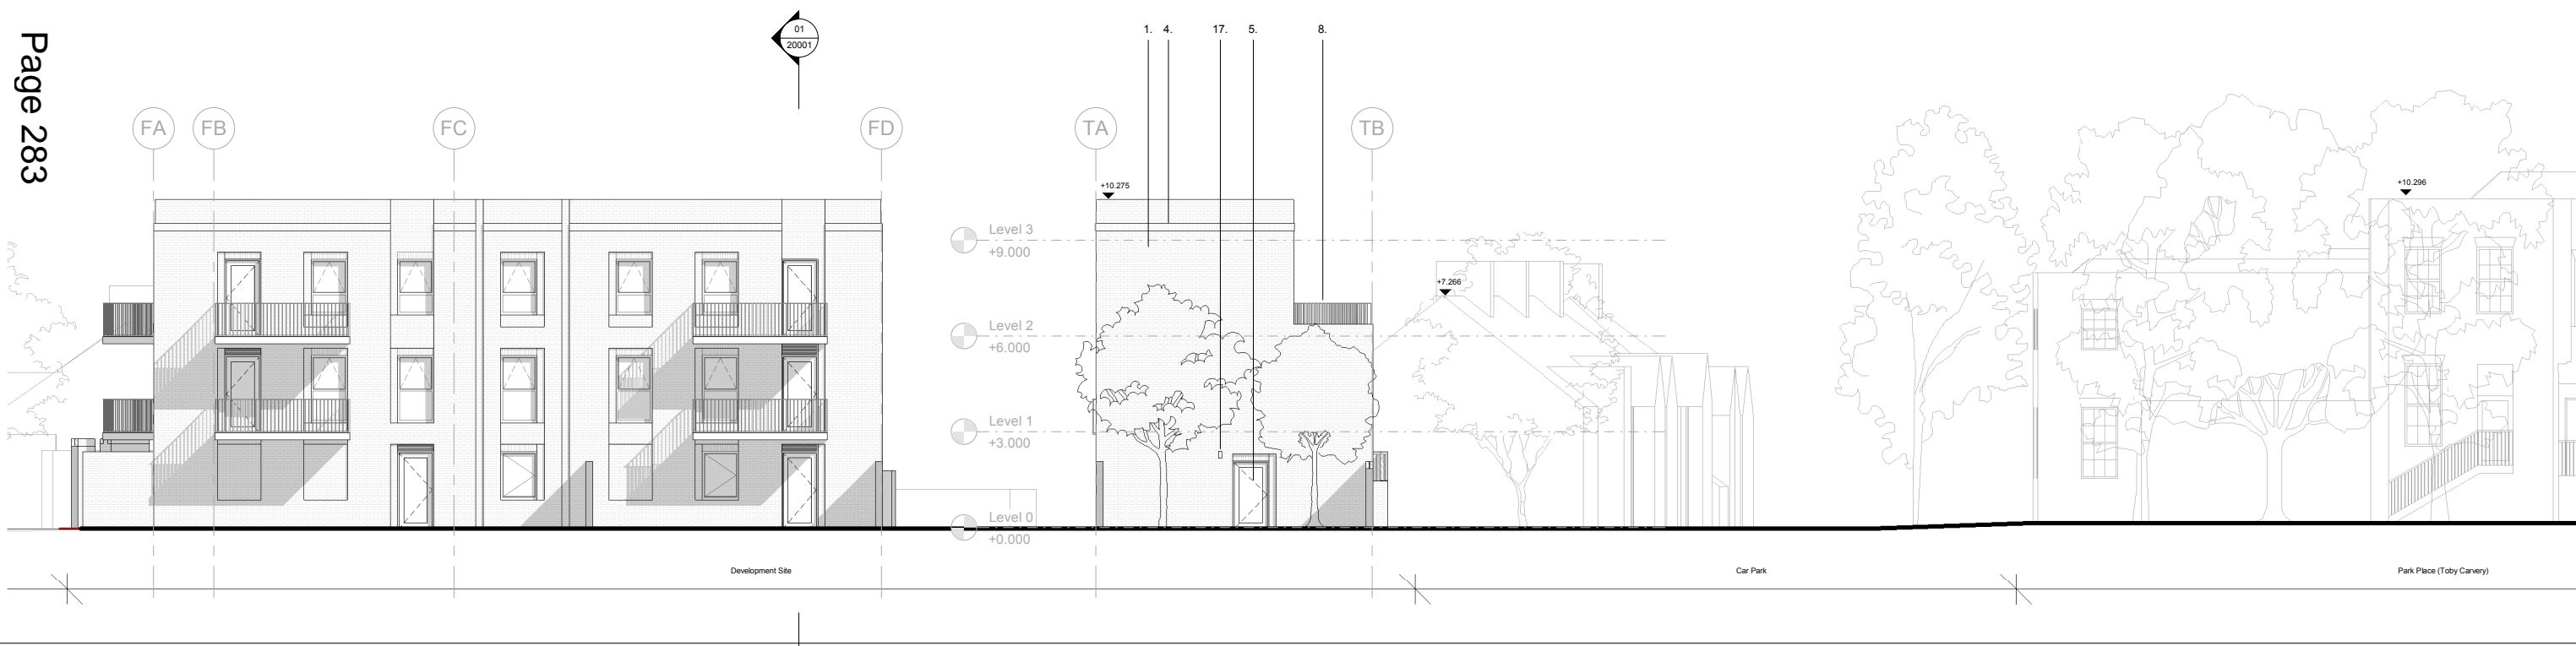 Page 283
01
20001
1. 4. 17. 5. 8.
FA FB FC FD TA TB
+10.275
+10.296
Level 3
+9.000
+7.266
Level 2
+6.000
Level 1
+3.000
Level 0
+0.000
Development Site
Car Park
Park Place (Toby Carvery)